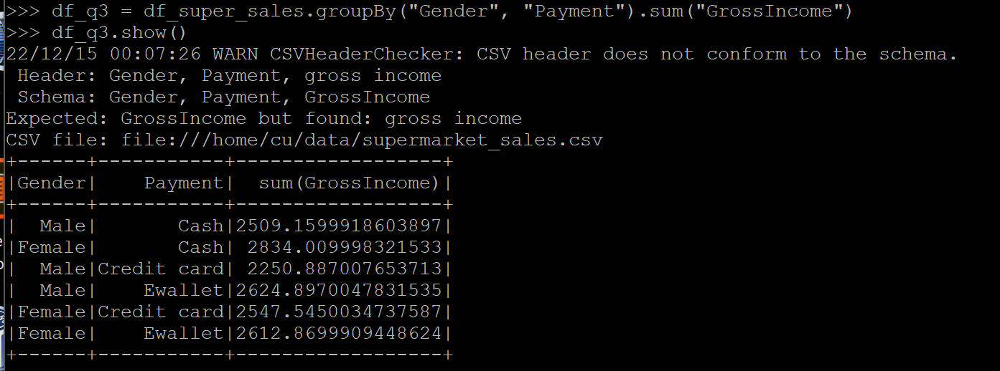 >>> df_q3 = df_super_sales.groupBy("Gender", "Payment").sum("GrossIncome")
>>> df_q3.show()
22/12/15 00:07:26 WARN CSVHeaderChecker: CSV header does not conform to the schema.
 Header: Gender, Payment, gross income
 Schema: Gender, Payment, GrossIncome
Expected: GrossIncome but found: gross income
CSV file: file:///home/cu/data/supermarket_sales.csv
+------+-----------+------------------+
|Gender|    Payment|  sum(GrossIncome)|
+------+-----------+------------------+
|  Male|       Cash|2509.1599918603897|
|Female|       Cash| 2834.009998321533|
|  Male|Credit card| 2250.887007653713|
|  Male|    Ewallet|2624.8970047831535|
|Female|Credit card|2547.5450034737587|
|Female|    Ewallet|2612.8699909448624|
+------+-----------+------------------+